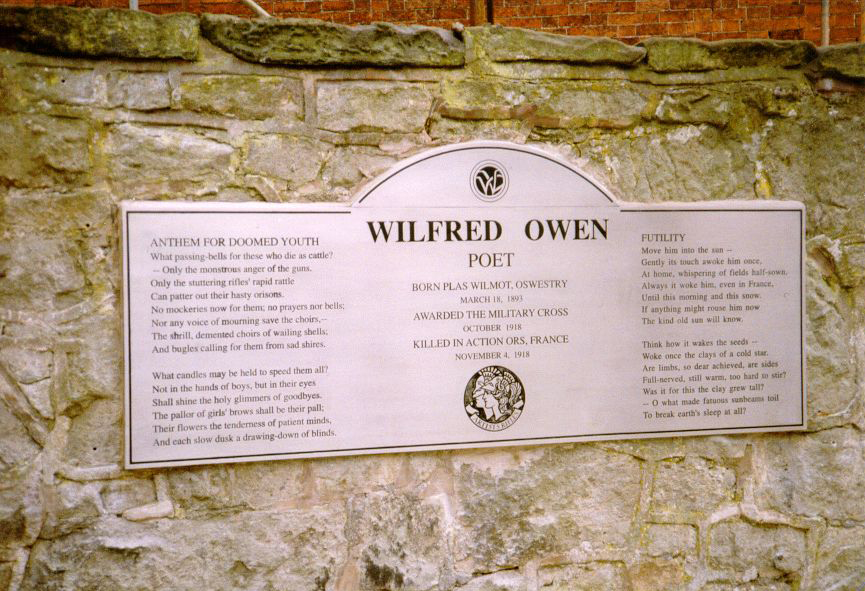 ANTHEM FOR DOOMED YOUTH
What passing-bells for these who die as cattle?
-- Only the monstrous anger of the guns.
Only the stuttering rifles' rapid rattle
Can patter out their hasty orisons.
No mockeries now for them; no prayers nor bells;
Nor any voice of mourning save the choirs,--
The shrill, demented choirs of wailing shells;
And bugles calling for them from sad shires.
What candles may be held to speed them all?
Not in the hands of boys, but in their eyes
Shall shine the holy glimmers of goodbyes.
The pallor of girls' brows shall be their pall;
Their flowers the tenderness of patient minds,
And each slow dusk a drawing-down of blinds.
WILFRED OWEN
POET
BORN PLAS WILMOT, OSWESTRY
MARCH 18, 1893
AWARDED THE MILITARY CROSS
OCTOBER 1918
KILLED IN ACTION ORS, FRANCE
NOVEMBER 4, 1918
ARTISTS RIFLES
FUTILITY
Move him into the sun --
Gently its touch awoke him once,
At home, whispering of fields half-sown.
Always it woke him, even in France,
Until this morning and this snow.
If anything might rouse him now
The kind old sun will know.
Think how it wakes the seeds --
Woke once the clays of a cold star.
Are limbs, so dear achieved, are sides
Full-nerved, still warm, too hard to stir?
Was it for this the clay grew tall?
-- O what made fatuous sunbeams toil
To break earth's sleep at all?